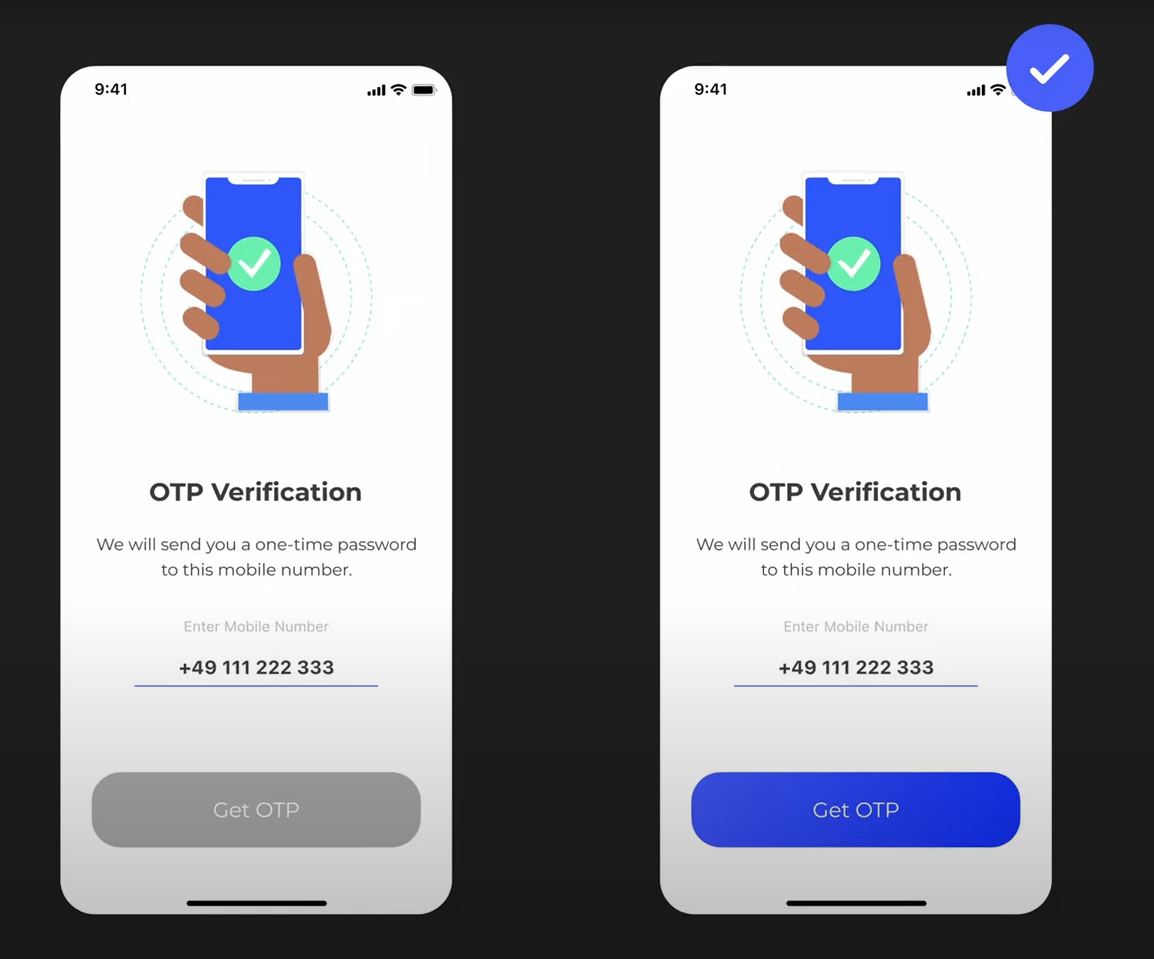 9:41
OTP Verification
We will send you a one-time password
to this mobile number.
Enter Mobile Number
+49 111 222 333
Get OTP
9:41
OTP Verification
We will send you a one-time password
to this mobile number.
Enter Mobile Number
+49 111 222 333
Get OTP